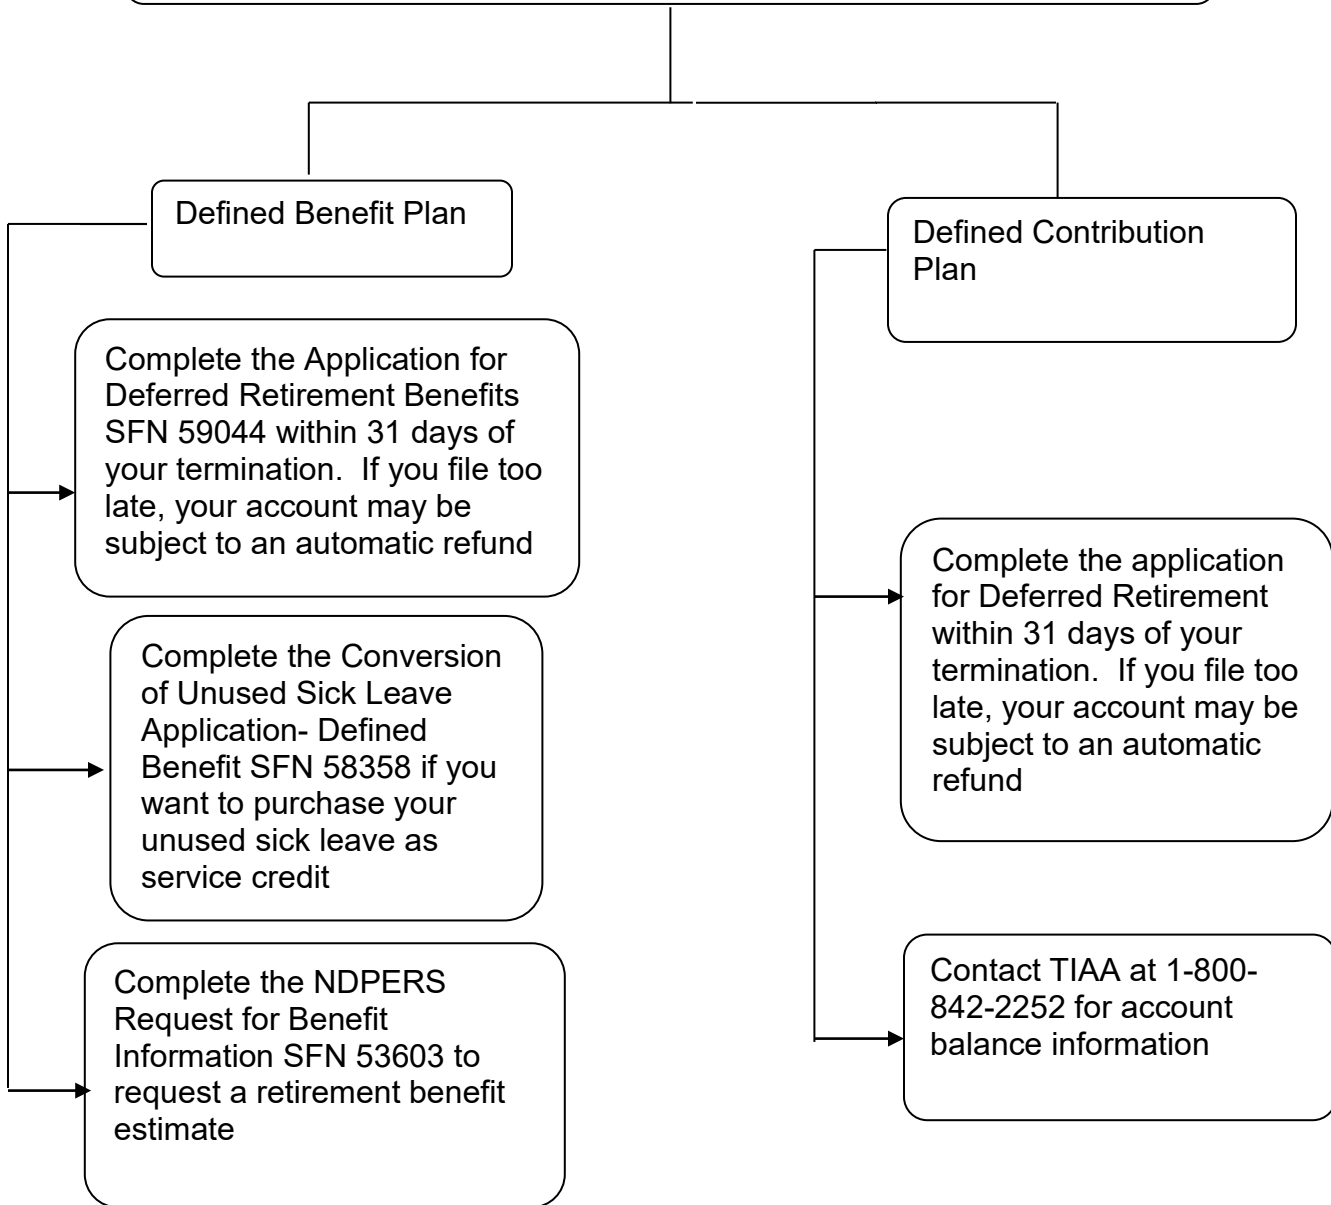 Defined Benefit Plan
Complete the Application for
Deferred Retirement Benefits
SFN 59044 within 31 days of
your termination.  If you file too
late, your account may be
subject to an automatic refund
Complete the Conversion
of Unused Sick Leave
Application- Defined
Benefit SFN 58358 if you
want to purchase your
unused sick leave as
service credit
Complete the NDPERS
Request for Benefit
Information SFN 53603 to
request a retirement benefit
estimate
Defined Contribution
Plan
Complete the application
for Deferred Retirement
within 31 days of your
termination.  If you file too
late, your account may be
subject to an automatic
refund
Contact TIAA at 1-800-
842-2252 for account
balance information